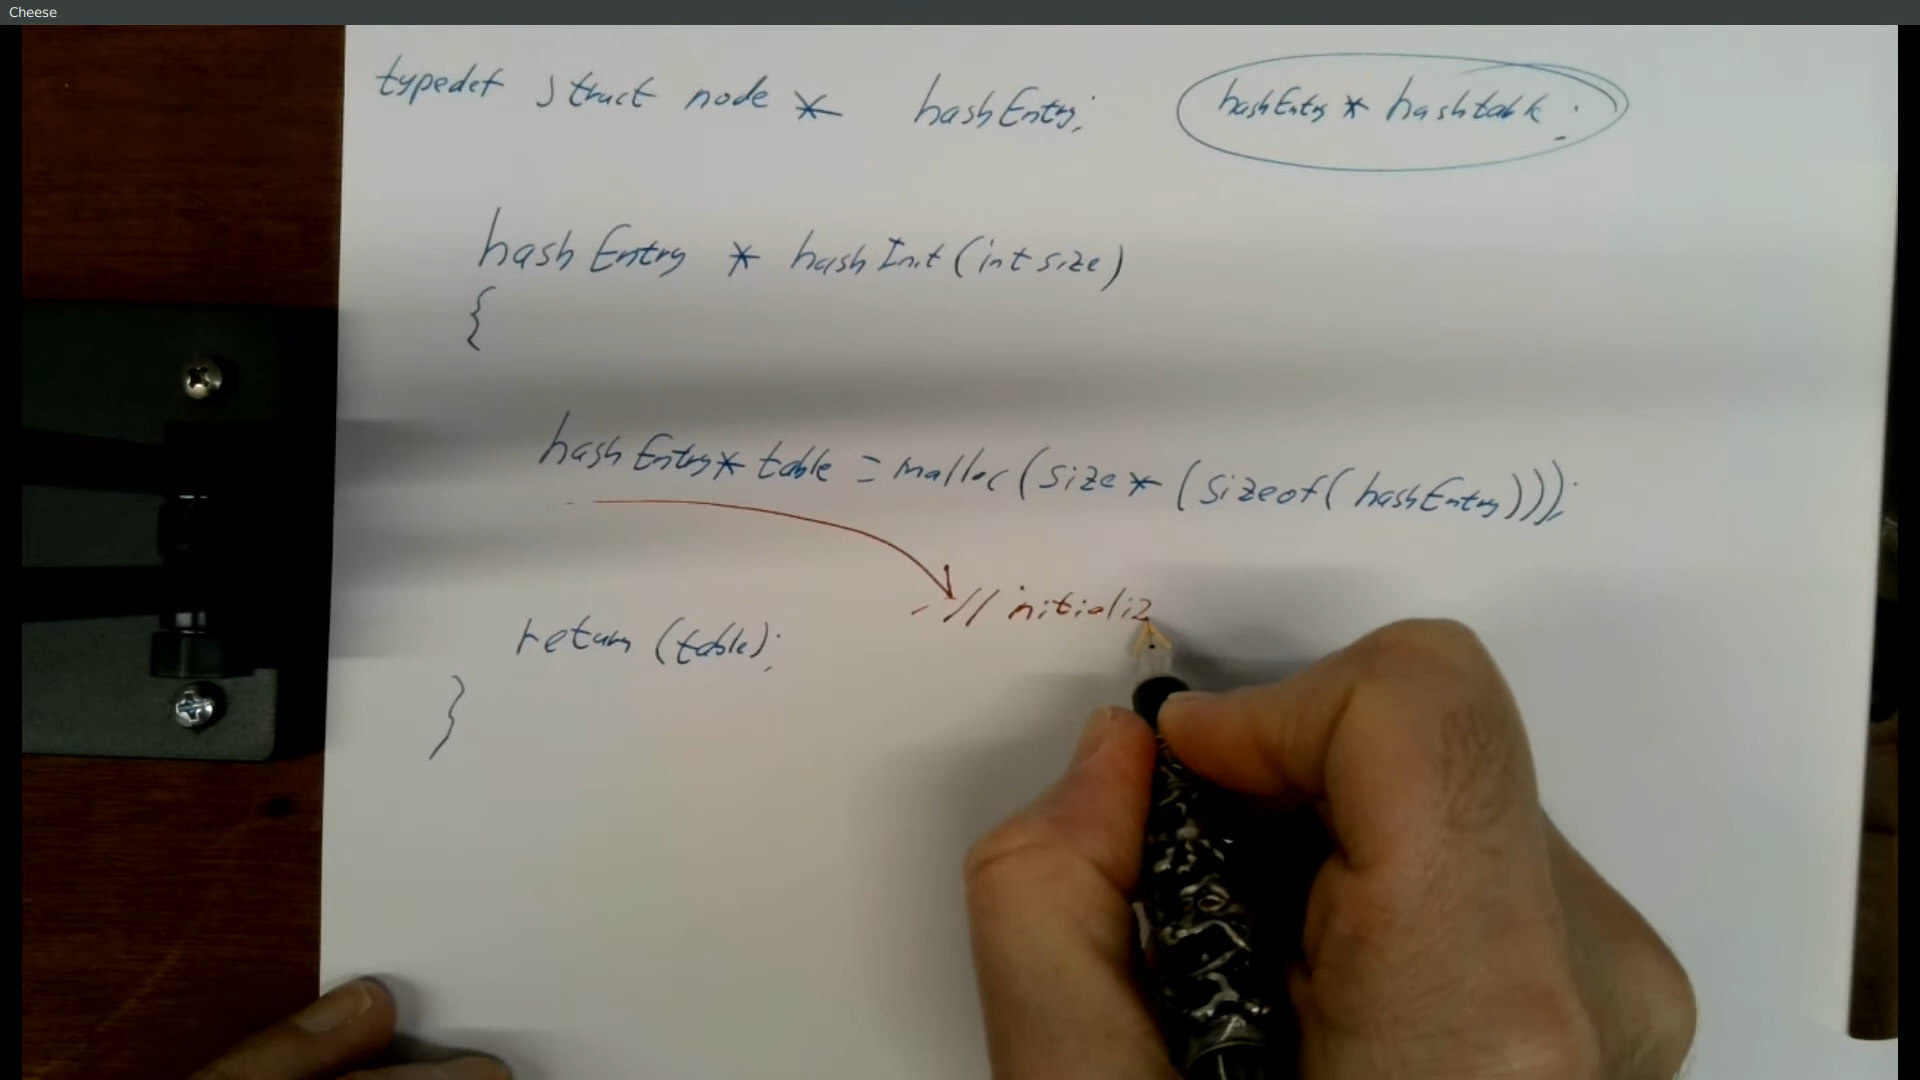 Cheese
typedef struct node * hashEntry; hashEntry * hashtable;
hashEntry * hashInit(int size)
{
hashEntry* table = malloc(size* (sizeof(hashEntry)));
// initializ
return (table);
}